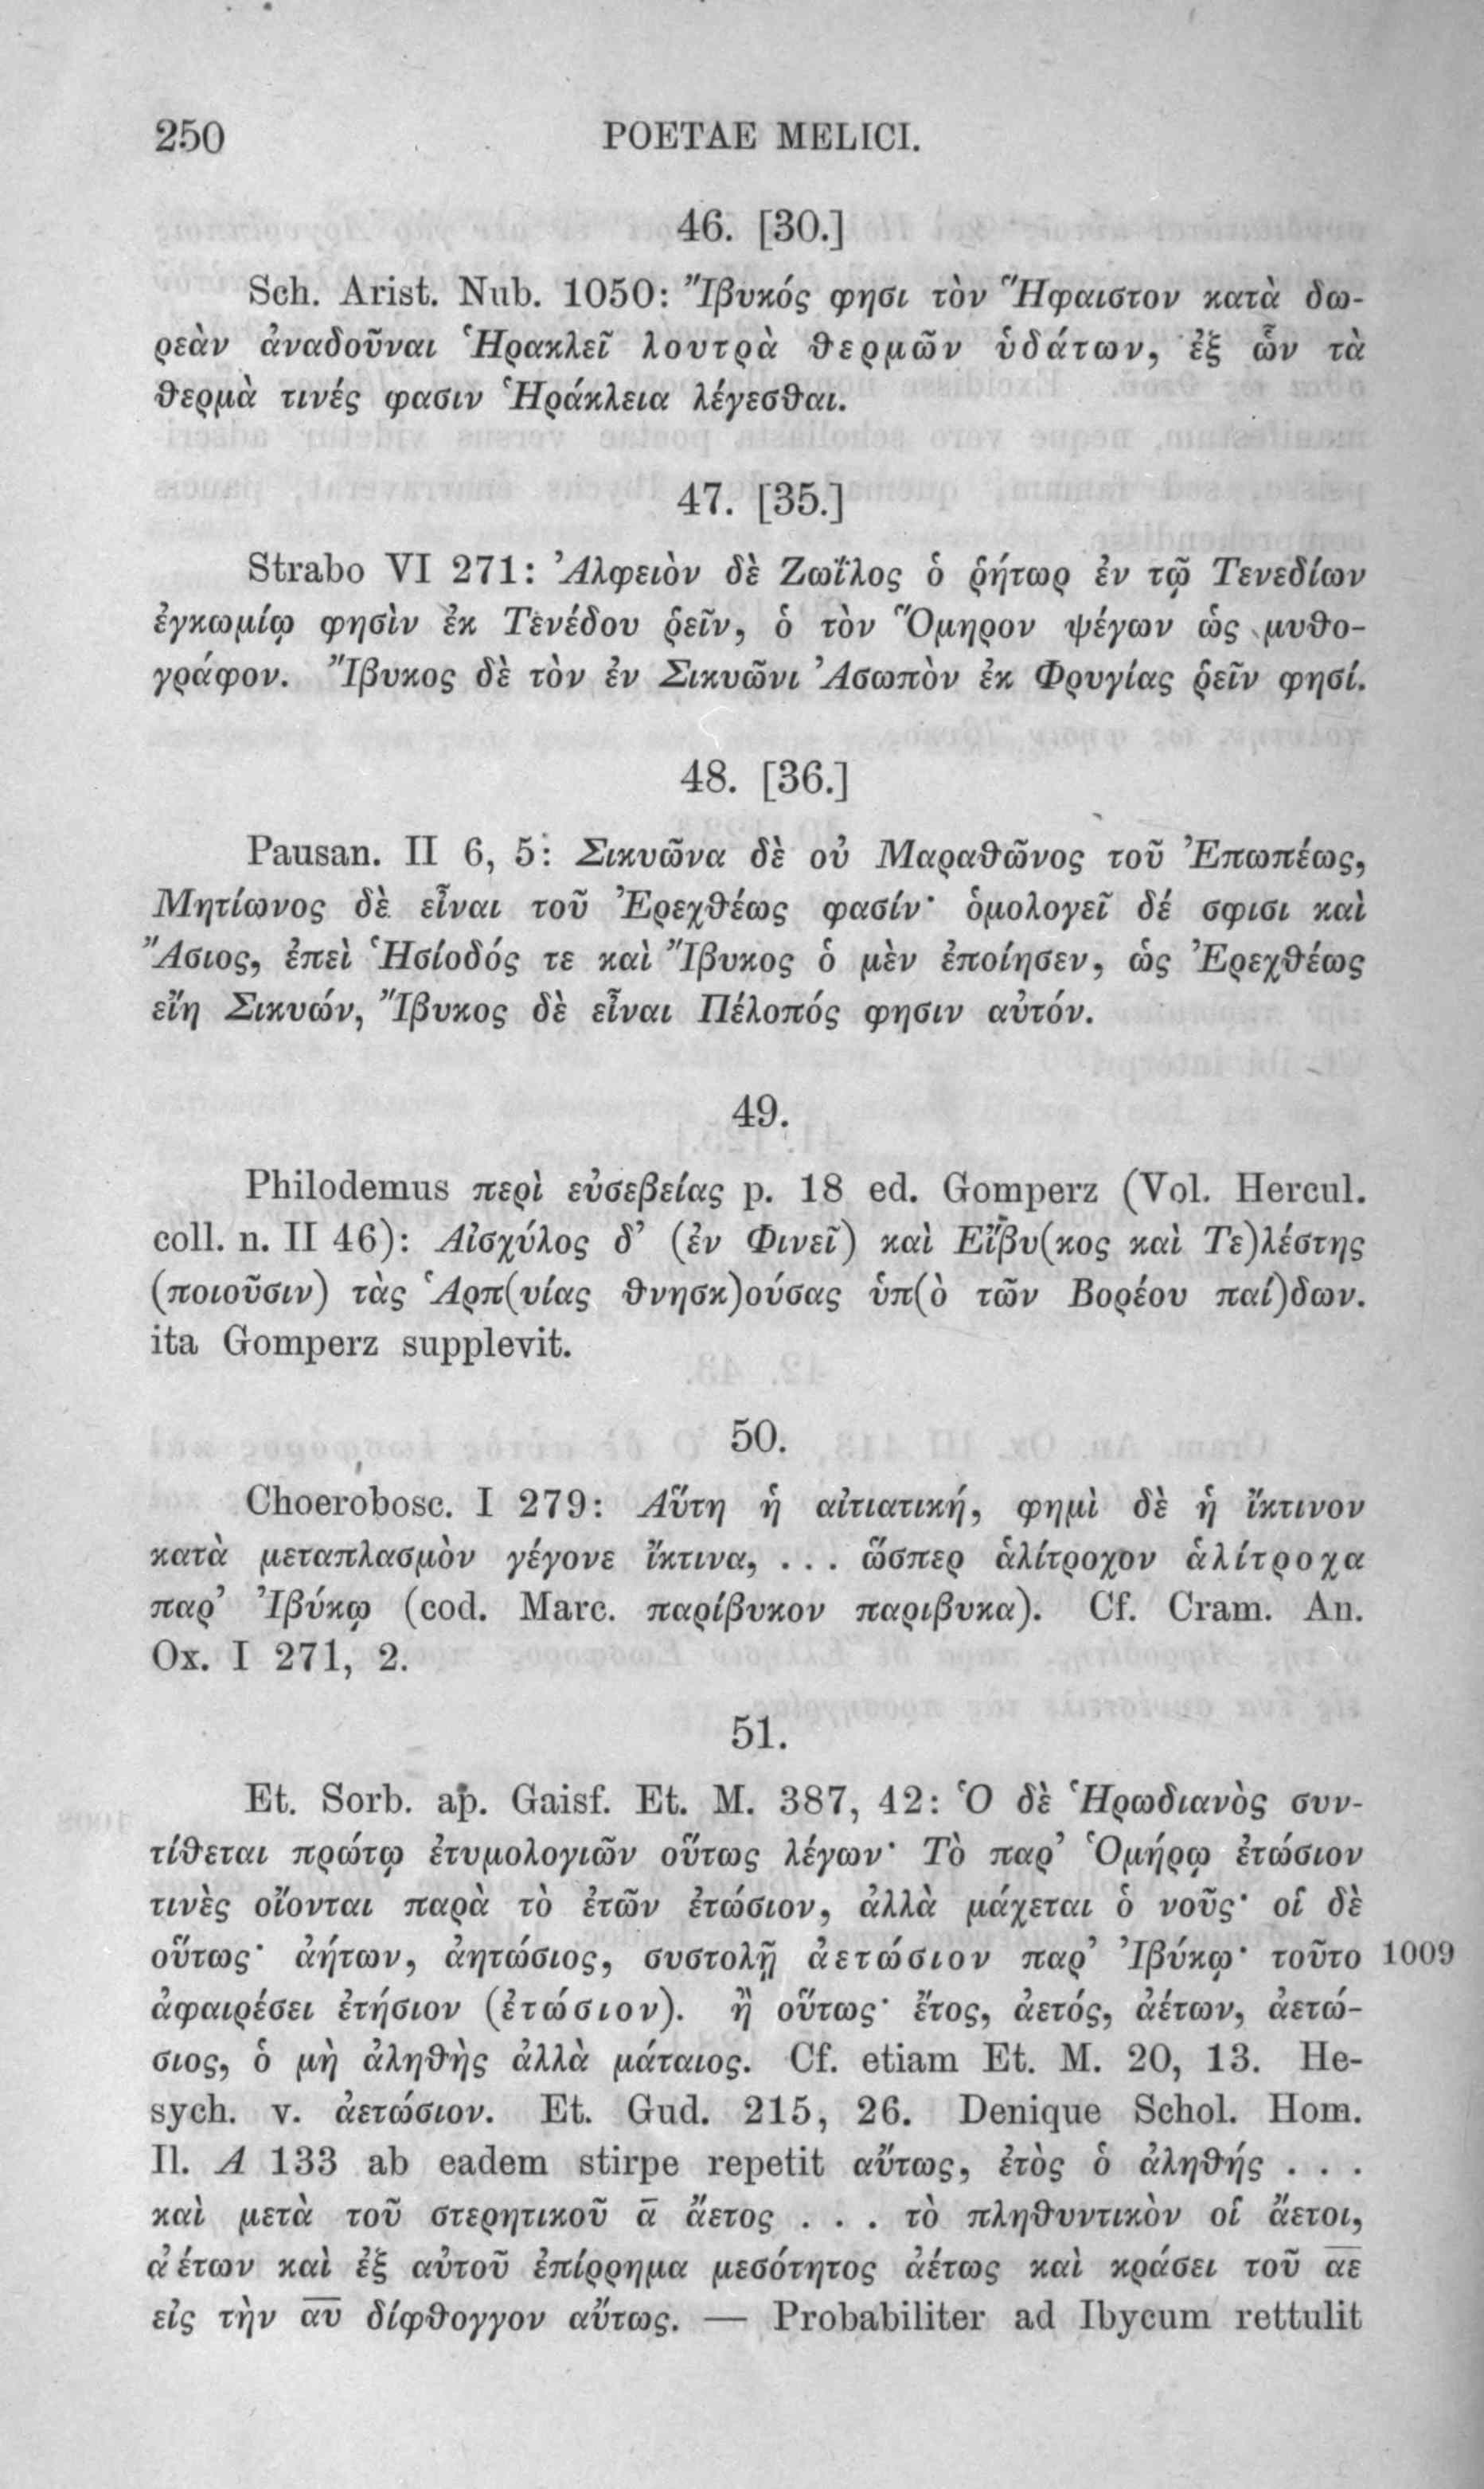 250 POETAE MELICI.
46. [30.]
Sch. Arist. Nub. 1050: Ἴβυκός φησι τὸν Ἥφαιστον κατὰ δω-
ρεὰν ἀναδοῦναι Ἡρακλεῖ λουτρὰ θερμῶν ὑδάτων, ἐξ ὧν τὰ
θερμὰ τινές φασιν Ἡράκλεια λέγεσθαι.
47. [35.]
Strabo VI 271: Ἀλφειὸν δὲ Ζωΐλος ὁ ῥήτωρ ἐν τῷ Τενεδίων
ἐγκωμίῳ φησὶν ἐκ Τενέδου ῥεῖν, ὁ τὸν Ὅμηρον ψέγων ὡς μυθο-
γράφον. Ἴβυκος δὲ τὸν ἐν Σικυῶνι Ἀσωπὸν ἐκ Φρυγίας ῥεῖν φησί.
48. [36.]
Pausan. II 6, 5: Σικυῶνα δὲ οὐ Μαραθῶνος τοῦ Ἐπωπέως,
Μητίωνος δὲ εἶναι τοῦ Ἐρεχθέως φασίν· ὁμολογεῖ δέ σφισι καὶ
Ἄσιος, ἐπεὶ Ἡσίοδός τε καὶ Ἴβυκος ὁ μὲν ἐποίησεν, ὡς Ἐρεχθέως
εἴη Σικυών, Ἴβυκος δὲ εἶναι Πέλοπός φησιν αὐτόν.
49.
Philodemus περὶ εὐσεβείας p. 18 ed. Gomperz (Vol. Hercul.
coll. n. II 46): Αἰσχύλος δ’ (ἐν Φινεῖ) καὶ Εἴβυ(κος καὶ Τε)λέστης
(ποιοῦσιν) τὰς Ἁρπ(υίας θνησκ)ούσας ὑπ(ὸ τῶν Βορέου παί)δων.
ita Gomperz supplevit.
50.
Choerobosc. I 279: Αὕτη ἡ αἰτιατική, φημὶ δὲ ἡ ἴκτινον
κατὰ μεταπλασμὸν γέγονε ἴκτινα, . . . ὥσπερ ἁλίτροχον ἁλίτροχα
παρ’ Ἰβύκῳ (cod. Marc. παρίβυκον παριβυκα). Cf. Cram. An.
Ox. I 271, 2.
51.
Et. Sorb. ap. Gaisf. Et. M. 387, 42: Ὁ δὲ Ἡρωδιανὸς συν-
τίθεται πρώτῳ ἐτυμολογιῶν οὕτως λέγων· Τὸ παρ’ Ὁμήρῳ ἐτώσιον
τινὲς οἴονται παρὰ τὸ ἐτῶν ἐτώσιον, ἀλλὰ μάχεται ὁ νοῦς· οἱ δὲ
οὕτως· ἀήτων, ἀητώσιος, συστολῇ ἀετώσιον παρ’ Ἰβύκῳ· τοῦτο 1009
ἀφαιρέσει ἐτήσιον (ἐτώσιον). ἢ οὕτως· ἔτος, ἀετός, ἀέτων, ἀετώ-
σιος, ὁ μὴ ἀληθὴς ἀλλὰ μάταιος. Cf. etiam Et. M. 20, 13. He-
sych. v. ἀετώσιον. Et. Gud. 215, 26. Denique Schol. Hom.
Il. Α 133 ab eadem stirpe repetit αὔτως, ἐτὸς ὁ ἀληθής . . .
καὶ μετὰ τοῦ στερητικοῦ ᾱ ἄετος . . . τὸ πληθυντικὸν οἱ ἄετοι,
ἀέτων καὶ ἐξ αὐτοῦ ἐπίρρημα μεσότητος ἀέτως καὶ κράσει τοῦ α̅ε̅
εἰς τὴν α̅υ̅ δίφθογγον αὔτως. — Probabiliter ad Ibycum rettulit